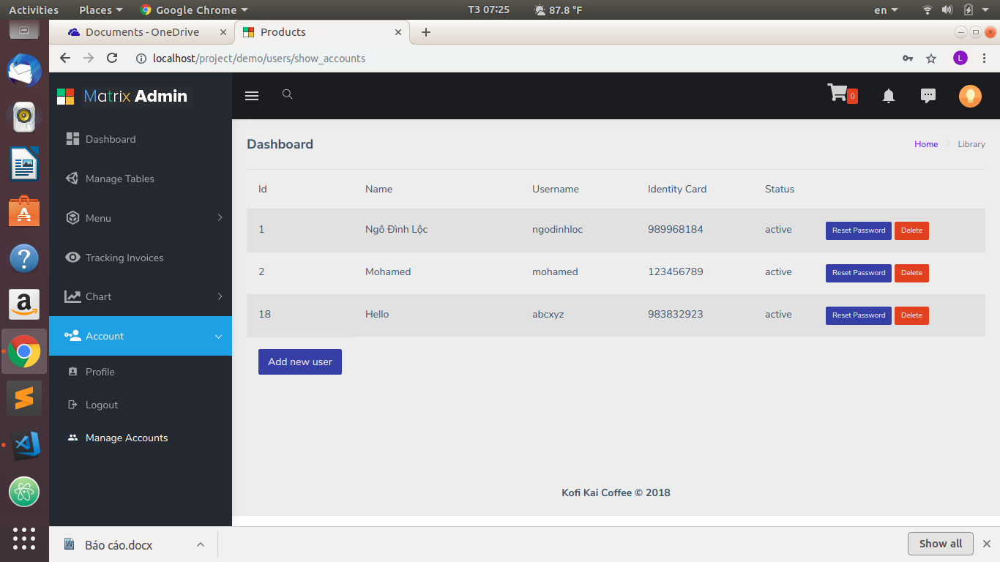 Activities Places Google Chrome T3 07:25 87.8 °F en
Documents - OneDrive Products
localhost/project/demo/users/show_accounts L
Matrix Admin 0
Dashboard
Manage Tables
Menu
Tracking Invoices
Chart
Account
Profile
Logout
Manage Accounts
Dashboard Home Library
Id Name Username Identity Card Status
1 Ngô Đình Lộc ngodinhloc 989968184 active Reset Password Delete
2 Mohamed mohamed 123456789 active Reset Password Delete
18 Hello abcxyz 983832923 active Reset Password Delete
Add new user
Kofi Kai Coffee © 2018
Báo cáo.docx Show all